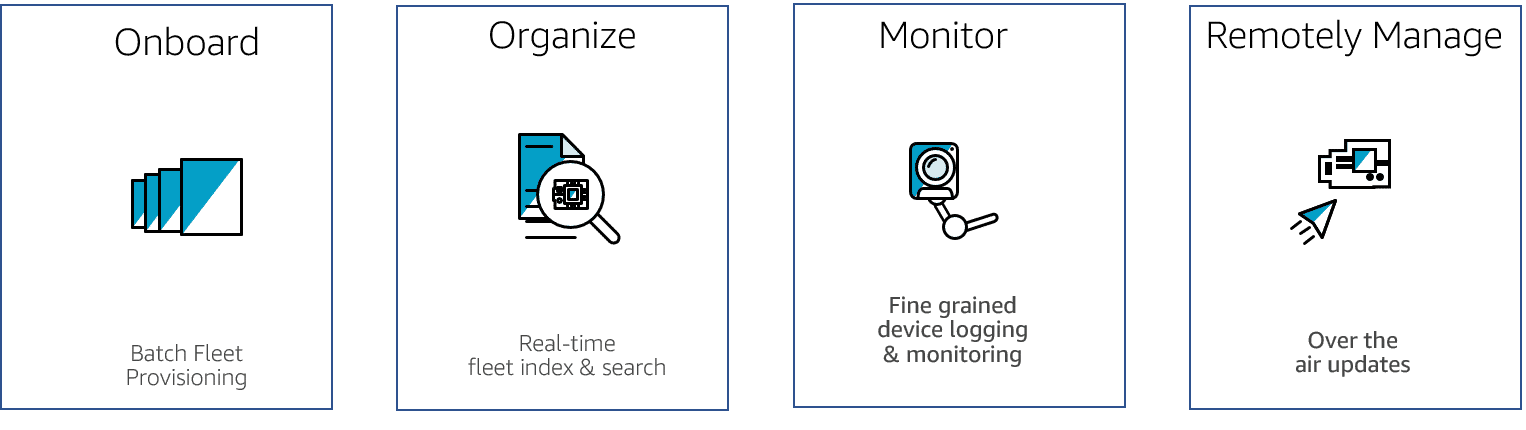 Onboard
Batch Fleet
Provisioning
Organize
Real-time
fleet index & search
Monitor
Fine grained
device logging
& monitoring
Remotely Manage
Over the
air updates